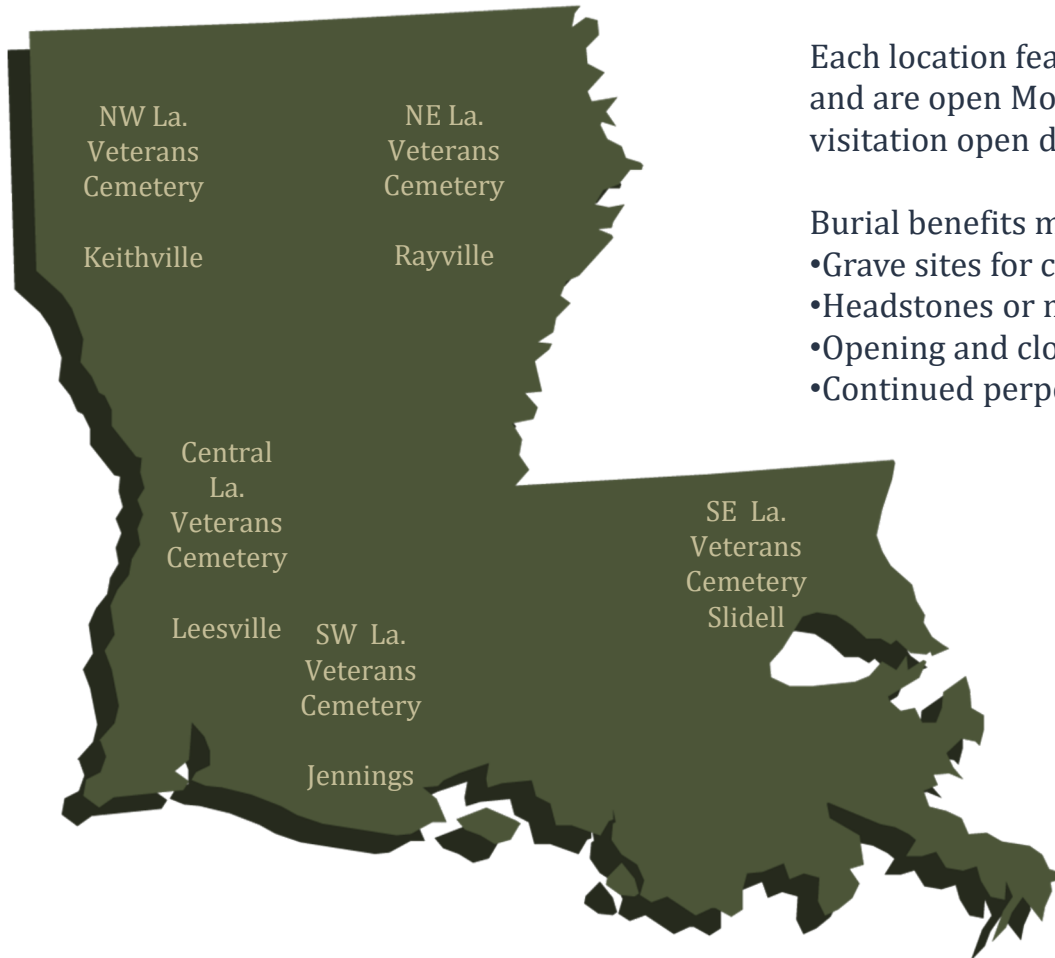 NW La.
Veterans
Cemetery
Keithville
NE La.
Veterans
Cemetery
Rayville
Central
La.
Veterans
Cemetery
Leesville
SW La.
Veterans
Cemetery
Jennings
SE La.
Veterans
Cemetery
Slidell
Each location fea
and are open Mo
visitation open d
Burial benefits m
•Grave sites for c
•Headstones or
•Opening and clo
•Continued perp